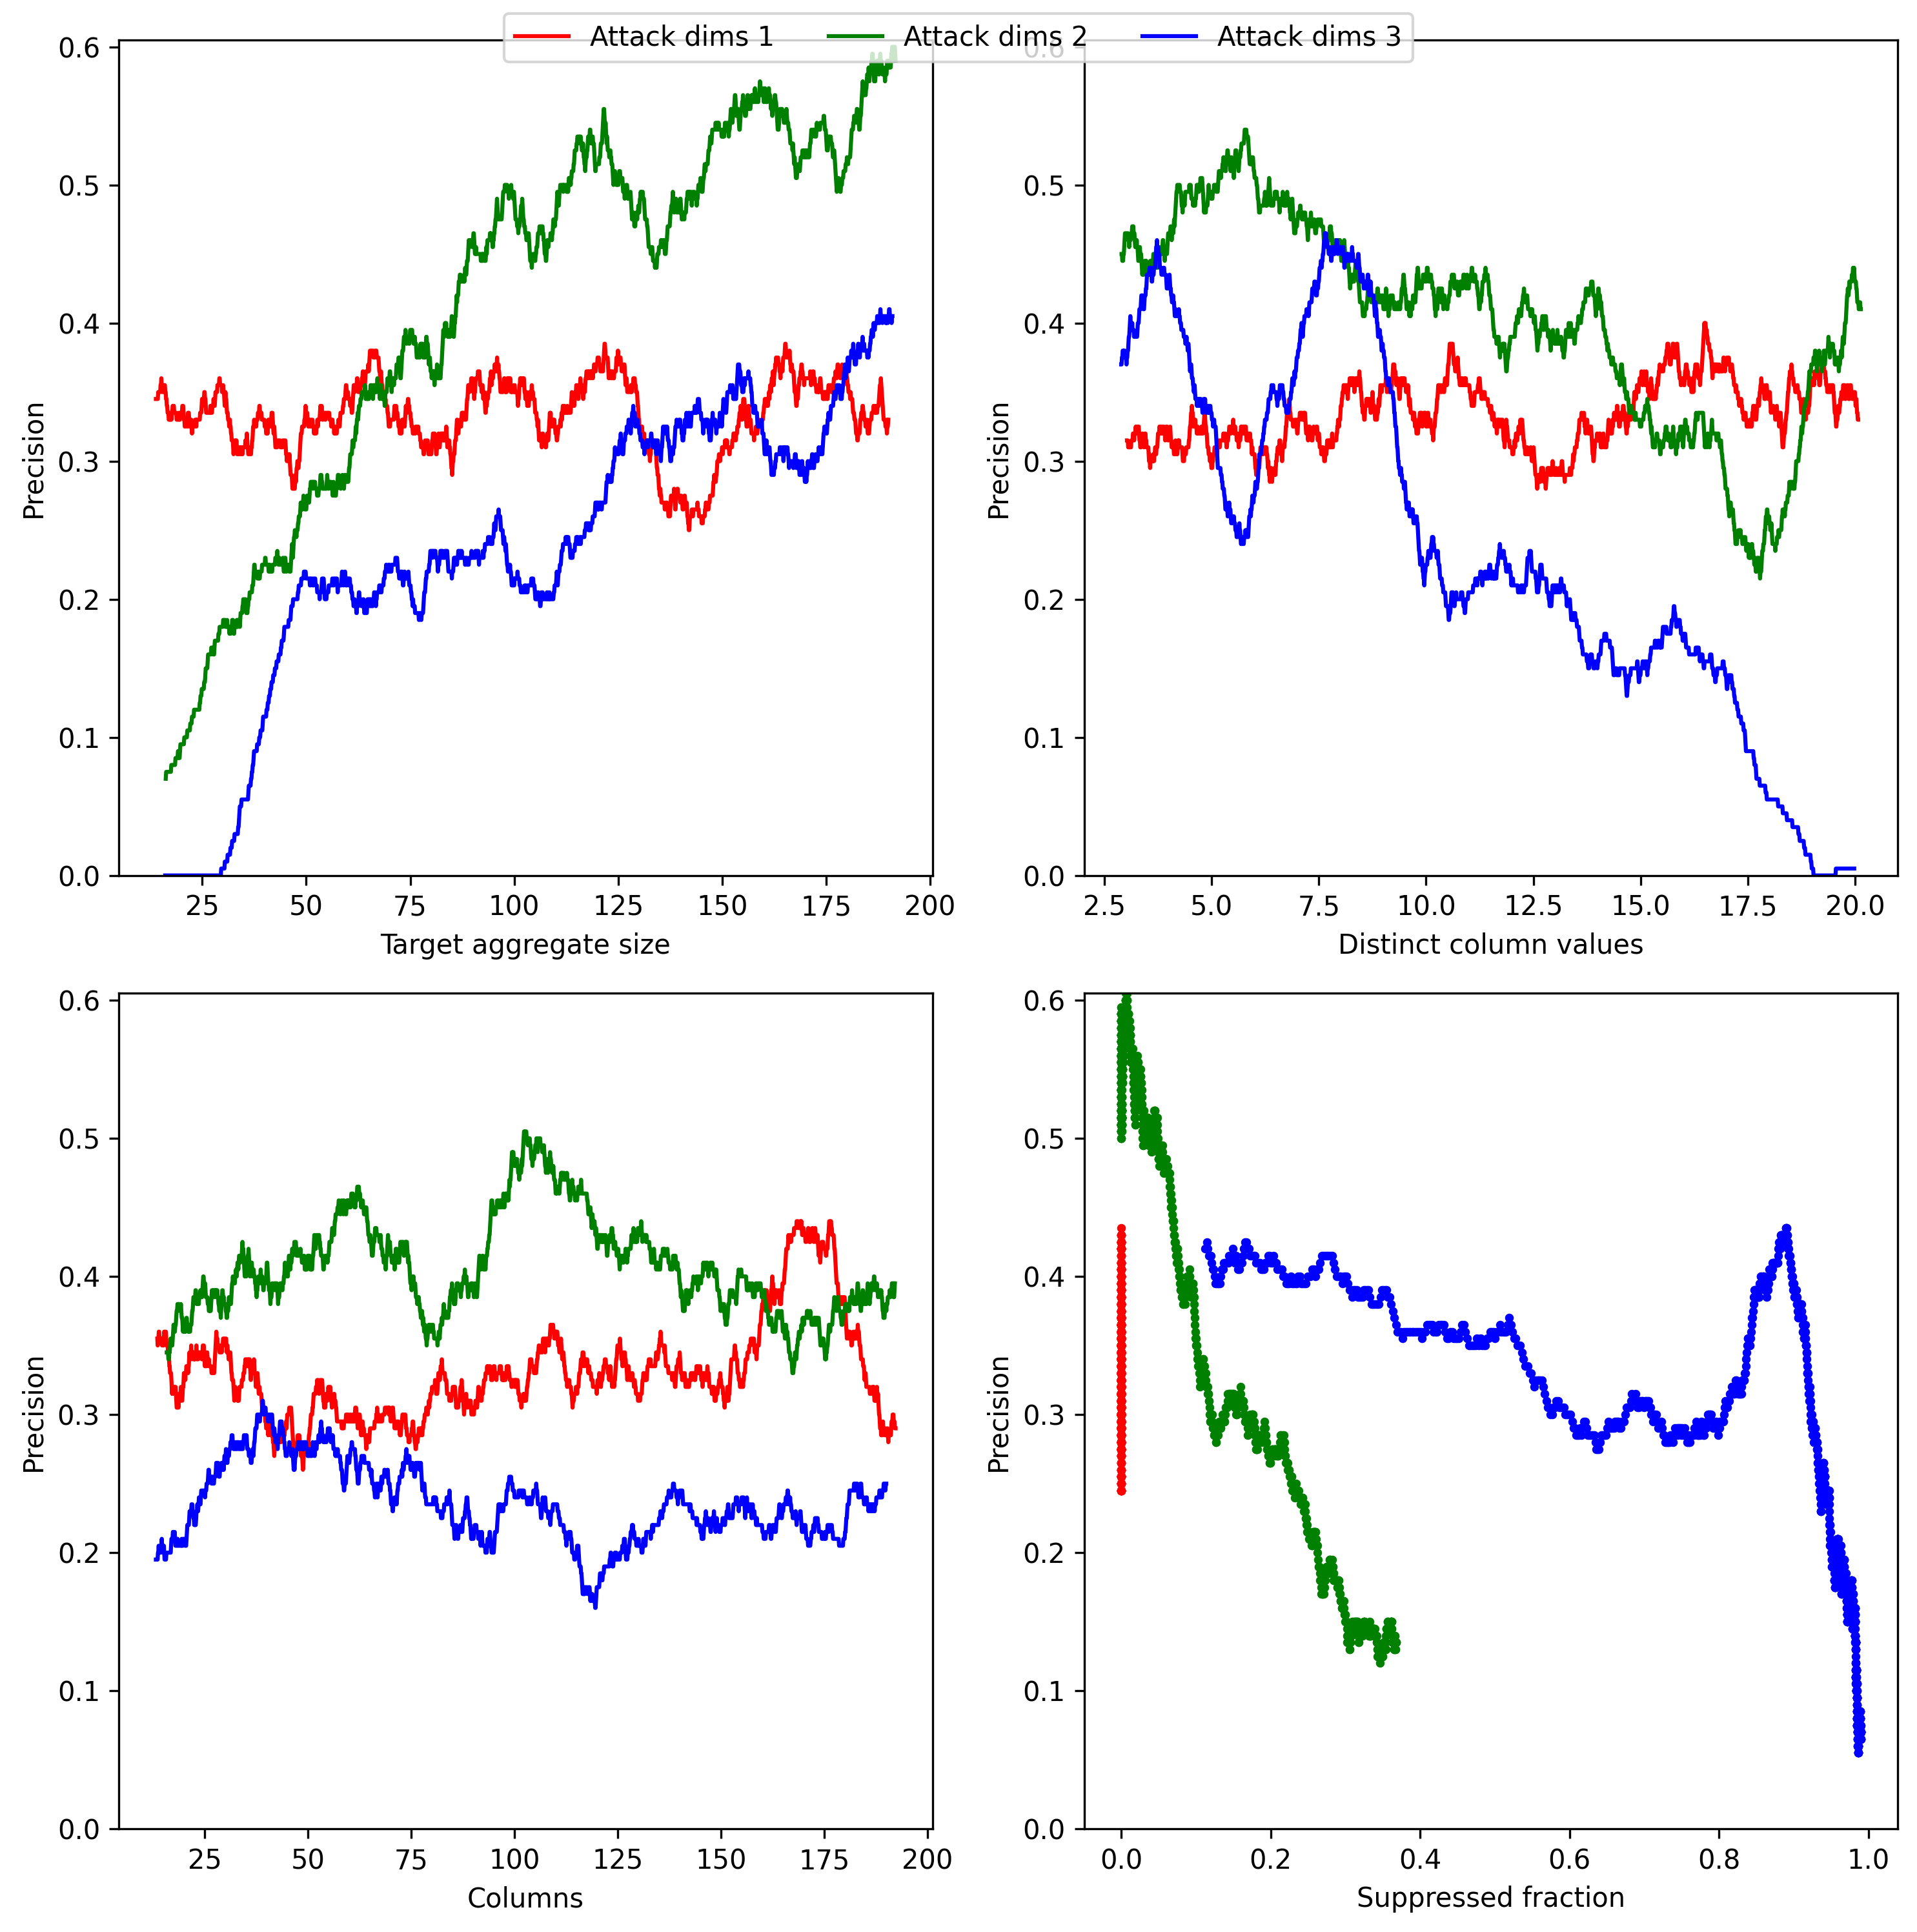 Attack dims 1 Attack dims 2 Attack dims 3
0.6
0.5
0.4
0.3
0.2
0.1
0.0
Precision
25 50 75 100 125 150 175 200
Target aggregate size
0.6
0.5
0.4
0.3
0.2
0.1
0.0
Precision
2.5 5.0 7.5 10.0 12.5 15.0 17.5 20.0
Distinct column values
0.6
0.5
0.4
0.3
0.2
0.1
0.0
Precision
25 50 75 100 125 150 175 200
Columns
0.6
0.5
0.4
0.3
0.2
0.1
0.0
Precision
0.0 0.2 0.4 0.6 0.8 1.0
Suppressed fraction